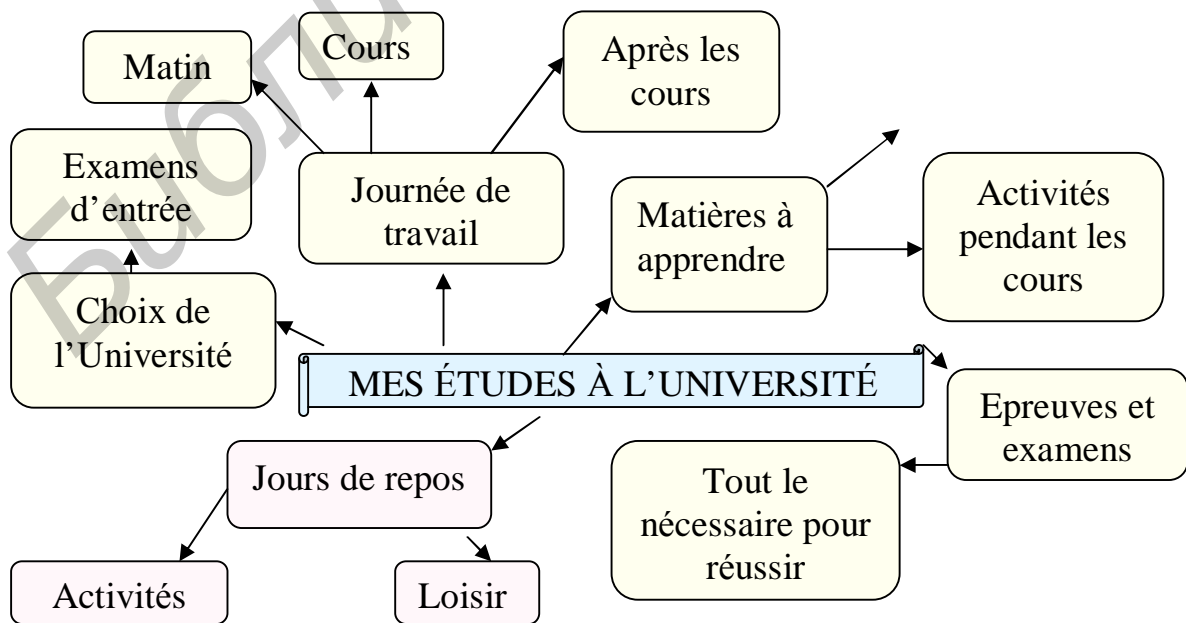 Matin
Cours
Après les
cours
Examens
d’entrée
Journée de
travail
Matières à
apprendre
Activités
pendant les
cours
Choix de
l’Université
MES ÉTUDES À L’UNIVERSITÉ
Epreuves et
examens
Jours de repos
Tout le
nécessaire pour
réussir
Activités
Loisir